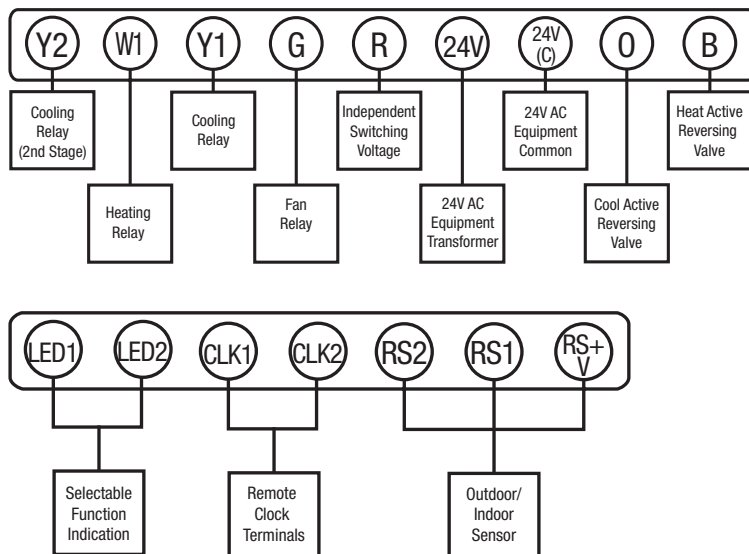 Y2 W1 Y1 G R 24V 24V (C) O B
Cooling
Relay
(2nd Stage)
Cooling
Relay
Independent
Switching
Voltage
24V AC
Equipment
Common
Heat Active
Reversing
Valve
Heating
Relay
Fan
Relay
24V AC
Equipment
Transformer
Cool Active
Reversing
Valve
LED1 LED2 CLK1 CLK2 RS2 RS1 RS+ V
Selectable
Function
Indication
Remote
Clock
Terminals
Outdoor/
Indoor
Sensor